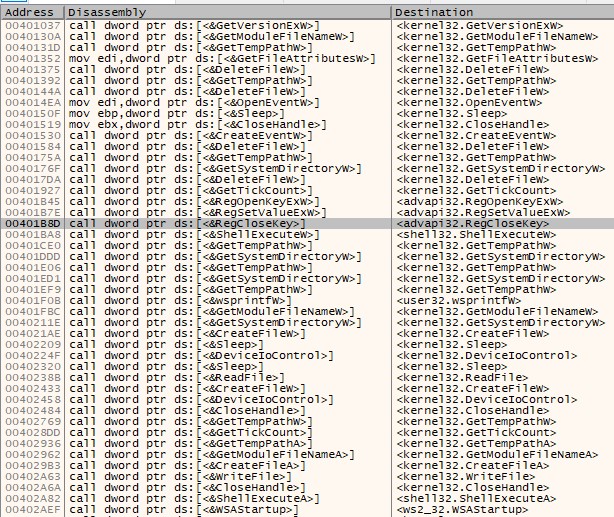 Address Disassembly Destination
00401037 call dword ptr ds:[<&GetVersionExW>] <kernel32.GetVersionExW>
0040130A call dword ptr ds:[<&GetModuleFileNameW>] <kernel32.GetModuleFileNameW>
0040131D call dword ptr ds:[<&GetTempPathW>] <kernel32.GetTempPathW>
00401352 mov edi,dword ptr ds:[<&GetFileAttributesW>] <kernel32.GetFileAttributesW>
00401375 call dword ptr ds:[<&DeleteFileW>] <kernel32.DeleteFileW>
00401392 call dword ptr ds:[<&GetTempPathW>] <kernel32.GetTempPathW>
0040144A call dword ptr ds:[<&DeleteFileW>] <kernel32.DeleteFileW>
004014EA mov edi,dword ptr ds:[<&OpenEventW>] <kernel32.OpenEventW>
0040150F mov ebp,dword ptr ds:[<&Sleep>] <kernel32.Sleep>
00401519 mov ebx,dword ptr ds:[<&CloseHandle>] <kernel32.CloseHandle>
00401530 call dword ptr ds:[<&CreateEventW>] <kernel32.CreateEventW>
00401584 call dword ptr ds:[<&DeleteFileW>] <kernel32.DeleteFileW>
0040175A call dword ptr ds:[<&GetTempPathW>] <kernel32.GetTempPathW>
0040176F call dword ptr ds:[<&GetSystemDirectoryW>] <kernel32.GetSystemDirectoryW>
004017DA call dword ptr ds:[<&DeleteFileW>] <kernel32.DeleteFileW>
00401927 call dword ptr ds:[<&GetTickCount>] <kernel32.GetTickCount>
00401B45 call dword ptr ds:[<&RegOpenKeyExW>] <advapi32.RegOpenKeyExW>
00401B7E call dword ptr ds:[<&RegSetValueExW>] <advapi32.RegSetValueExW>
00401B8D call dword ptr ds:[<&RegCloseKey>] <advapi32.RegCloseKey>
00401BA8 call dword ptr ds:[<&ShellExecuteW>] <shell32.ShellExecuteW>
00401CE0 call dword ptr ds:[<&GetTempPathW>] <kernel32.GetTempPathW>
00401DDD call dword ptr ds:[<&GetSystemDirectoryW>] <kernel32.GetSystemDirectoryW>
00401E06 call dword ptr ds:[<&GetTempPathW>] <kernel32.GetTempPathW>
00401ED1 call dword ptr ds:[<&GetSystemDirectoryW>] <kernel32.GetSystemDirectoryW>
00401EF9 call dword ptr ds:[<&GetTempPathW>] <kernel32.GetTempPathW>
00401F0B call dword ptr ds:[<&wsprintfW>] <user32.wsprintfW>
00401FBC call dword ptr ds:[<&GetModuleFileNameW>] <kernel32.GetModuleFileNameW>
0040211E call dword ptr ds:[<&GetSystemDirectoryW>] <kernel32.GetSystemDirectoryW>
004021AE call dword ptr ds:[<&CreateFileW>] <kernel32.CreateFileW>
00402209 call dword ptr ds:[<&Sleep>] <kernel32.Sleep>
0040224F call dword ptr ds:[<&DeviceIoControl>] <kernel32.DeviceIoControl>
00402320 call dword ptr ds:[<&Sleep>] <kernel32.Sleep>
0040238B call dword ptr ds:[<&ReadFile>] <kernel32.ReadFile>
00402433 call dword ptr ds:[<&CreateFileW>] <kernel32.CreateFileW>
00402458 call dword ptr ds:[<&DeviceIoControl>] <kernel32.DeviceIoControl>
00402484 call dword ptr ds:[<&CloseHandle>] <kernel32.CloseHandle>
00402769 call dword ptr ds:[<&GetTempPathW>] <kernel32.GetTempPathW>
004028DD call dword ptr ds:[<&GetTickCount>] <kernel32.GetTickCount>
00402936 call dword ptr ds:[<&GetTempPathA>] <kernel32.GetTempPathA>
00402962 call dword ptr ds:[<&GetModuleFileNameA>] <kernel32.GetModuleFileNameA>
004029B3 call dword ptr ds:[<&CreateFileA>] <kernel32.CreateFileA>
00402A63 call dword ptr ds:[<&WriteFile>] <kernel32.WriteFile>
00402A6A call dword ptr ds:[<&CloseHandle>] <kernel32.CloseHandle>
00402A82 call dword ptr ds:[<&ShellExecuteA>] <shell32.ShellExecuteA>
00402AEF call dword ptr ds:[<&WSAStartup>] <ws2_32.WSAStartup>